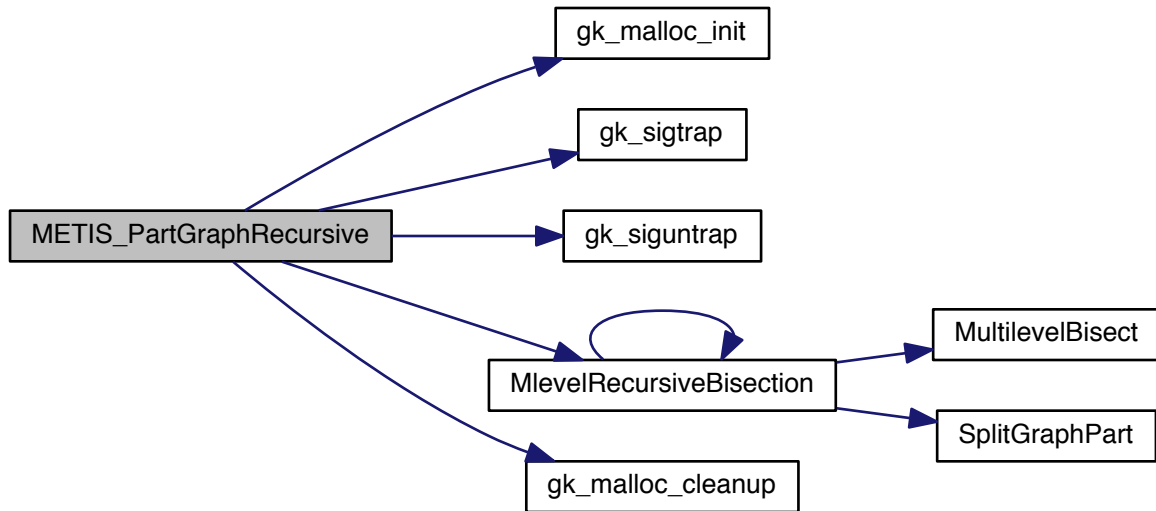 gk_malloc_init
gk_sigtrap
METIS_PartGraphRecursive
gk_siguntrap
MultilevelBisect
MlevelRecursiveBisection
SplitGraphPart
gk_malloc_cleanup